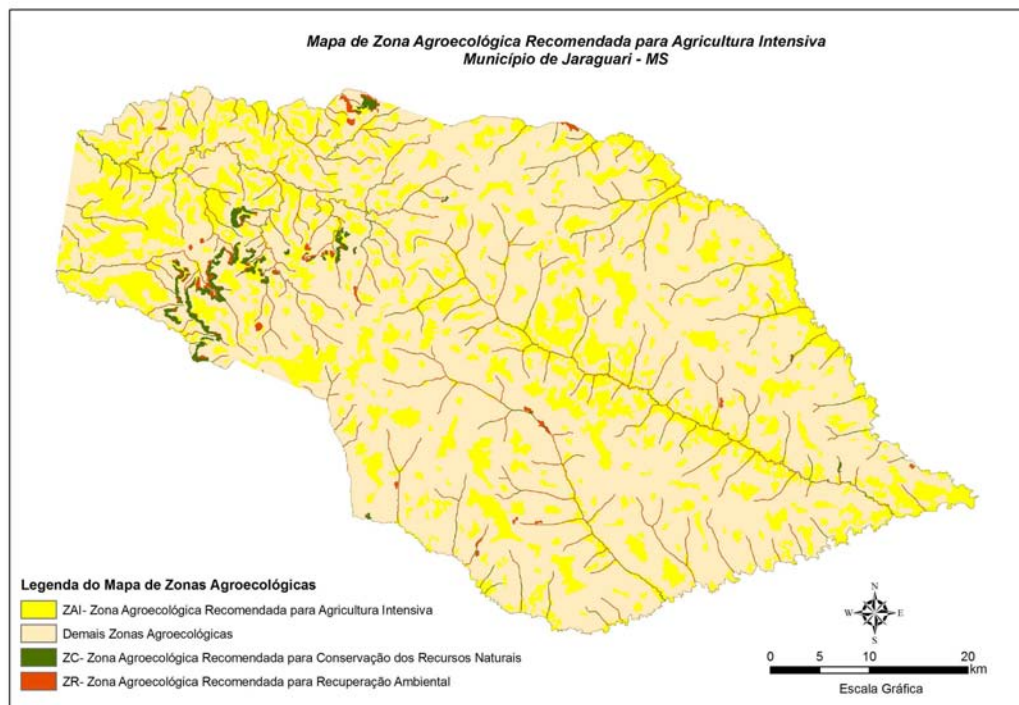 Mapa de Zona Agroecológica Recomendada para Agricultura Intensiva
Município de Jaraguari - MS
Legenda do Mapa de Zonas Agroecológicas
ZAI- Zona Agroecológica Recomendada para Agricultura Intensiva
Demais Zonas Agroecológicas
ZC- Zona Agroecológica Recomendada para Conservação dos Recursos Naturais
ZR- Zona Agroecológica Recomendada para Recuperação Ambiental
N
W E
S
0 5 10 20
km
Escala Gráfica